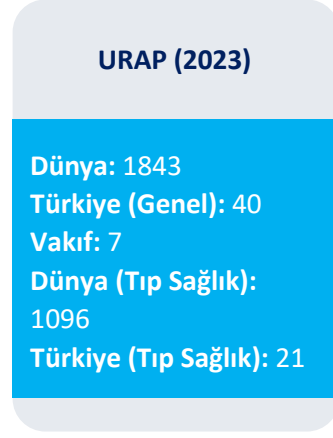 URAP (2023)
Dünya: 1843
Türkiye (Genel): 40
Vakıf: 7
Dünya (Tıp Sağlık):
1096
Türkiye (Tıp Sağlık): 21